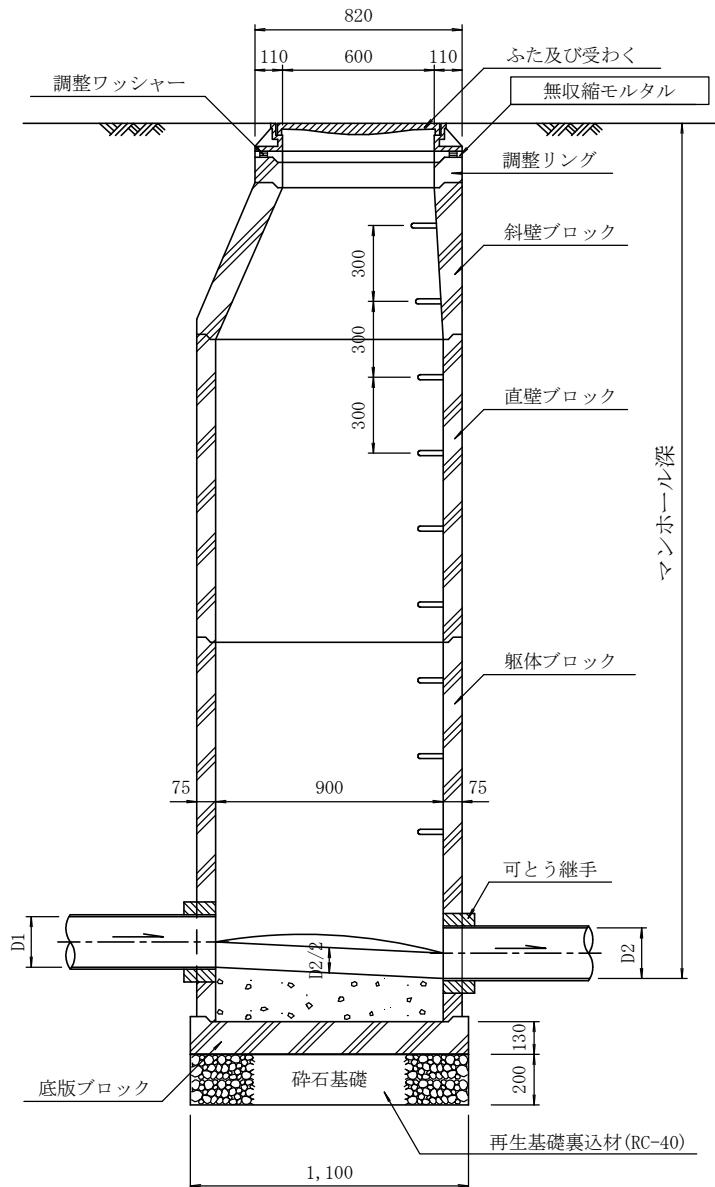 820
110
600
110
ふた及び受わく
調整ワッシャー
無収縮モルタル
調整リング
斜壁ブロック
300
300
300
直壁ブロック
マンホール深
躯体ブロック
75
900
75
可とう継手
D1
D2/2
D2
130
底版ブロック
砕石基礎
200
再生基礎裏込材(RC-40)
1,100